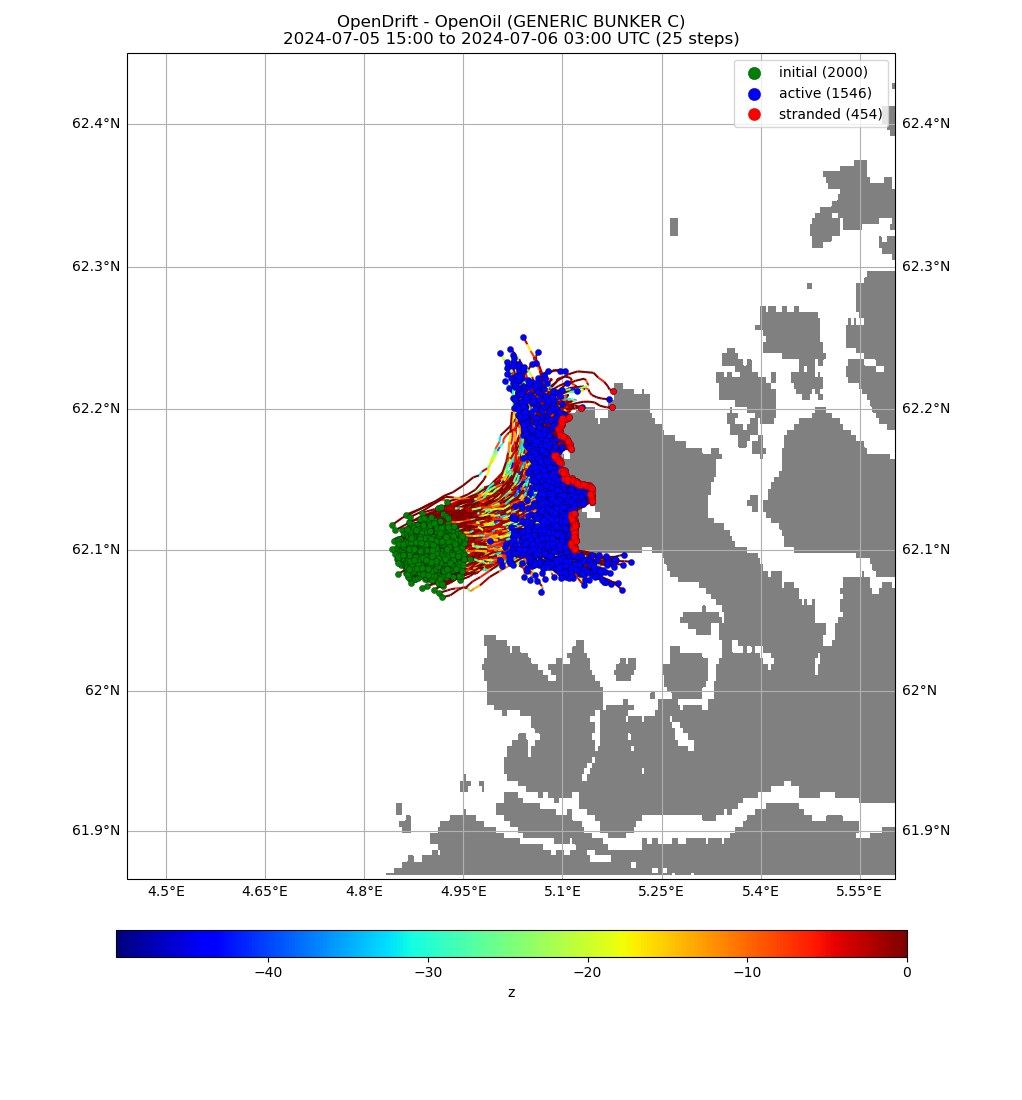 OpenDrift - OpenOil (GENERIC BUNKER C)
2024-07-05 15:00 to 2024-07-06 03:00 UTC (25 steps)
initial (2000)
active (1546)
stranded (454)
62.4°N 62.4°N
62.3°N 62.3°N
62.2°N 62.2°N
62.1°N 62.1°N
62°N 62°N
61.9°N 61.9°N
4.5°E 4.65°E 4.8°E 4.95°E 5.1°E 5.25°E 5.4°E 5.55°E
−40 −30 −20 −10 0
z